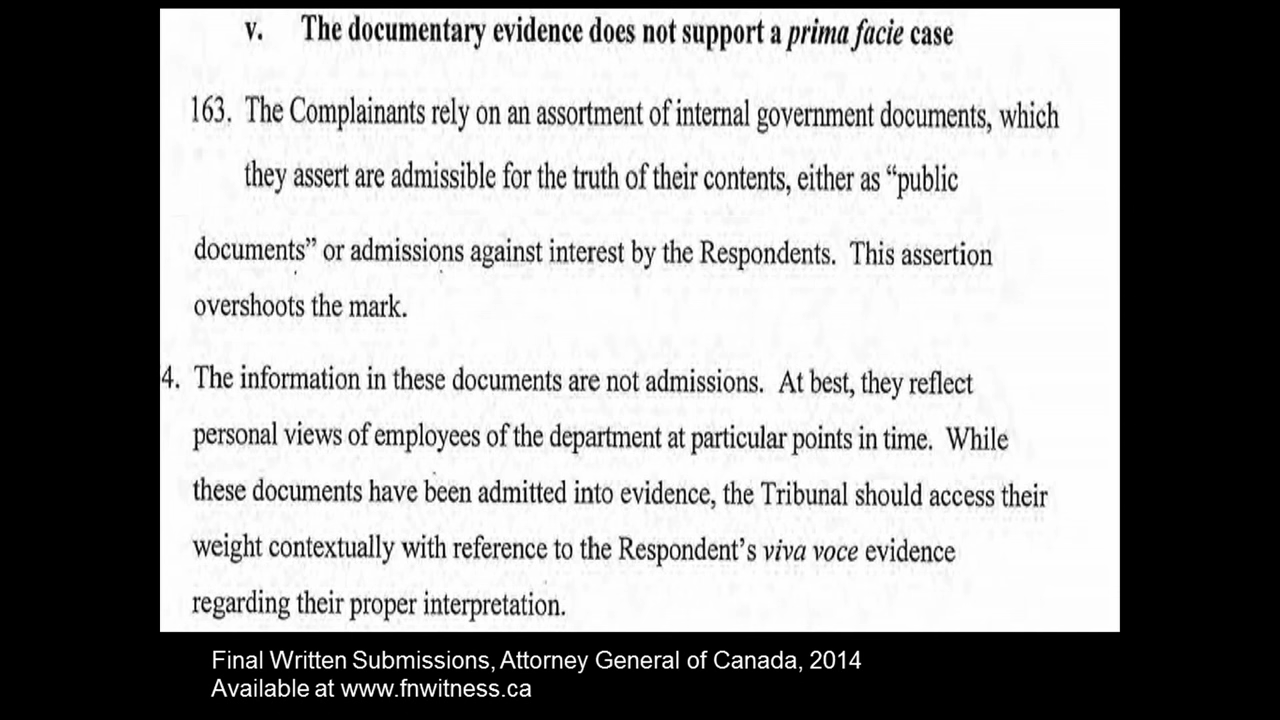 v. The documentary evidence does not support a prima facie case
163. The Complainants rely on an assortment of internal government documents, which
they assert are admissible for the truth of their contents, either as “public
documents” or admissions against interest by the Respondents. This assertion
overshoots the mark.
4. The information in these documents are not admissions. At best, they reflect
personal views of employees of the department at particular points in time. While
these documents have been admitted into evidence, the Tribunal should access their
weight contextually with reference to the Respondent’s viva voce evidence
regarding their proper interpretation.
Final Written Submissions, Attorney General of Canada, 2014
Available at www.fnwitness.ca